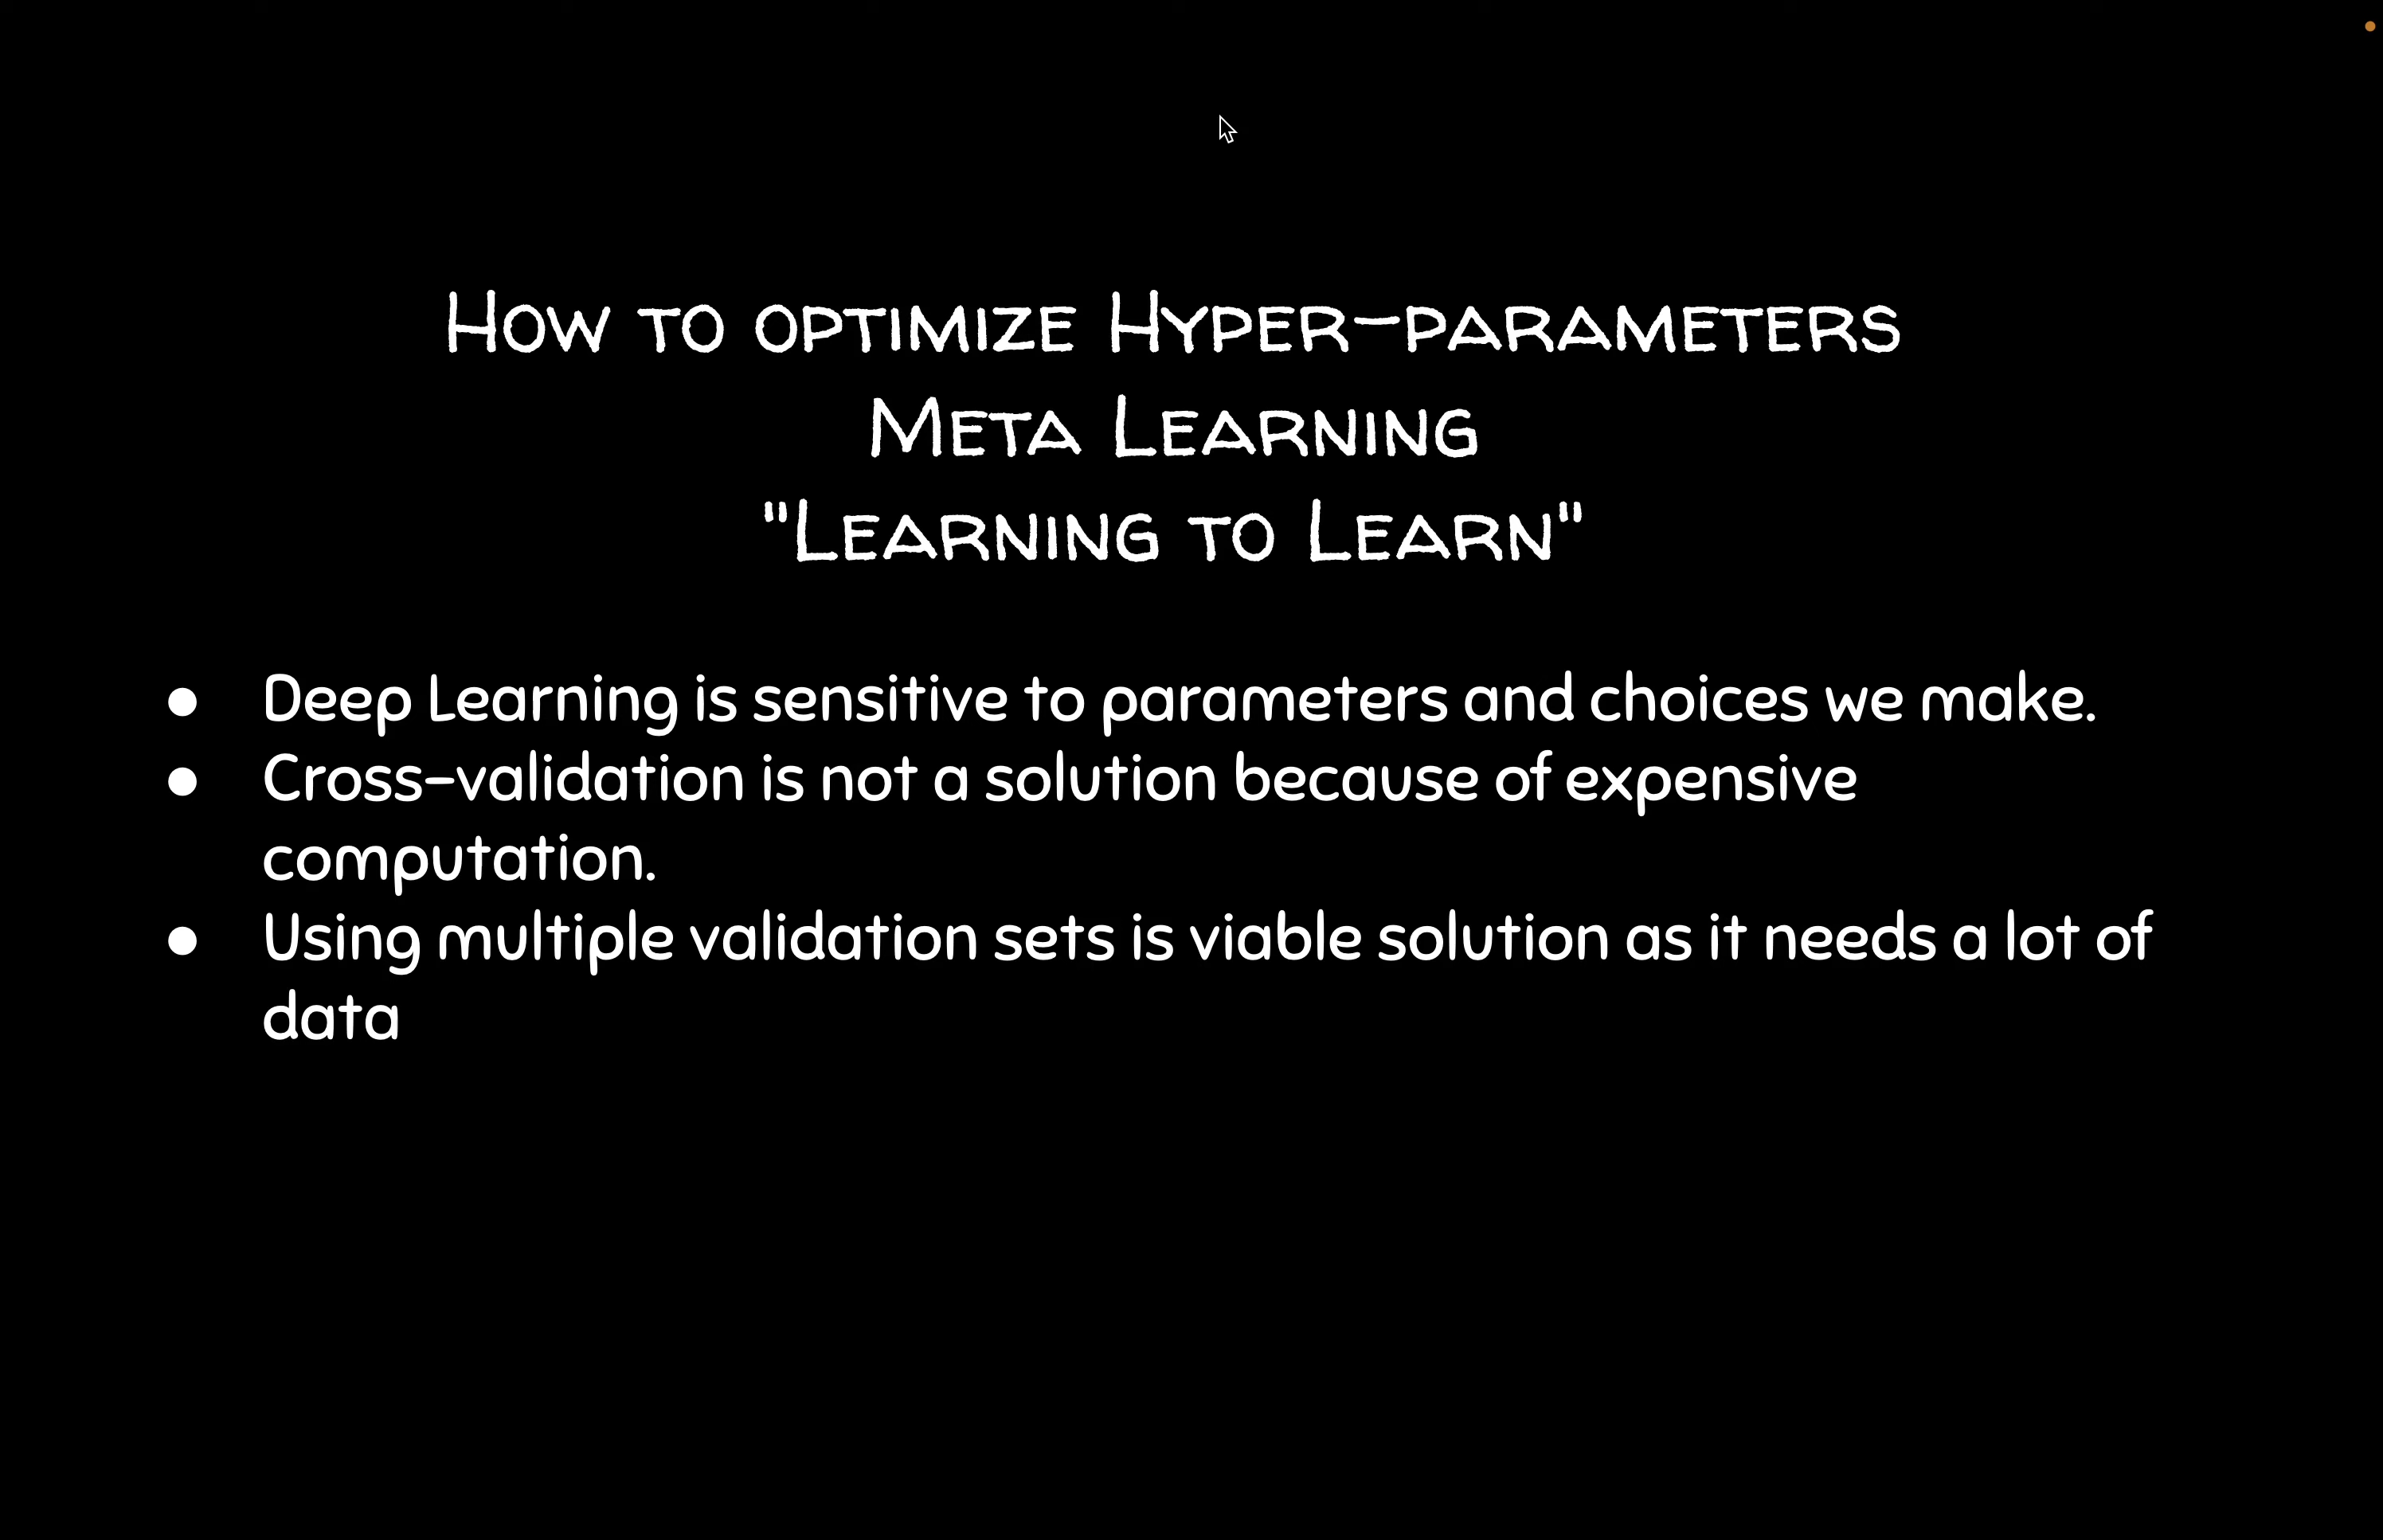 How to optimize Hyper-parameters
Meta Learning
"Learning to Learn"
● Deep Learning is sensitive to parameters and choices we make.
● Cross-validation is not a solution because of expensive
computation.
● Using multiple validation sets is viable solution as it needs a lot of
data